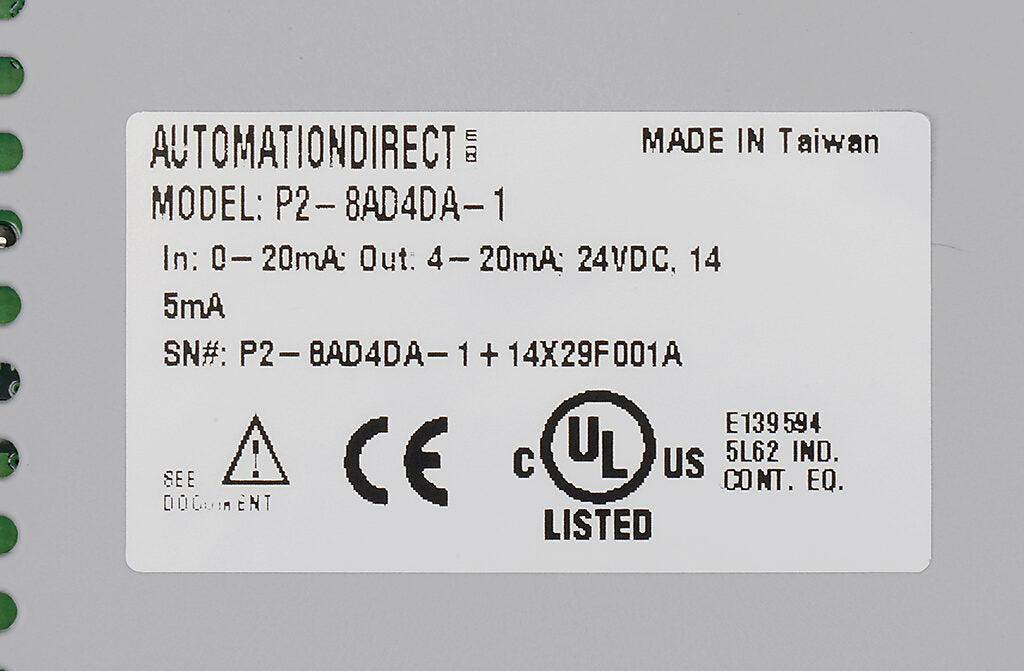 AUTOMATIONDIRECT
MADE IN Taiwan
MODEL: P2-8AD4DA-1
In: 0-20mA: Out: 4-20mA; 24VDC, 14
5mA
SN#: P2-8AD4DA-1+14X29F001A
SEE
DOCUMENT
CE
C UL US
LISTED
E139594
5L62 IND.
CONT. EQ.